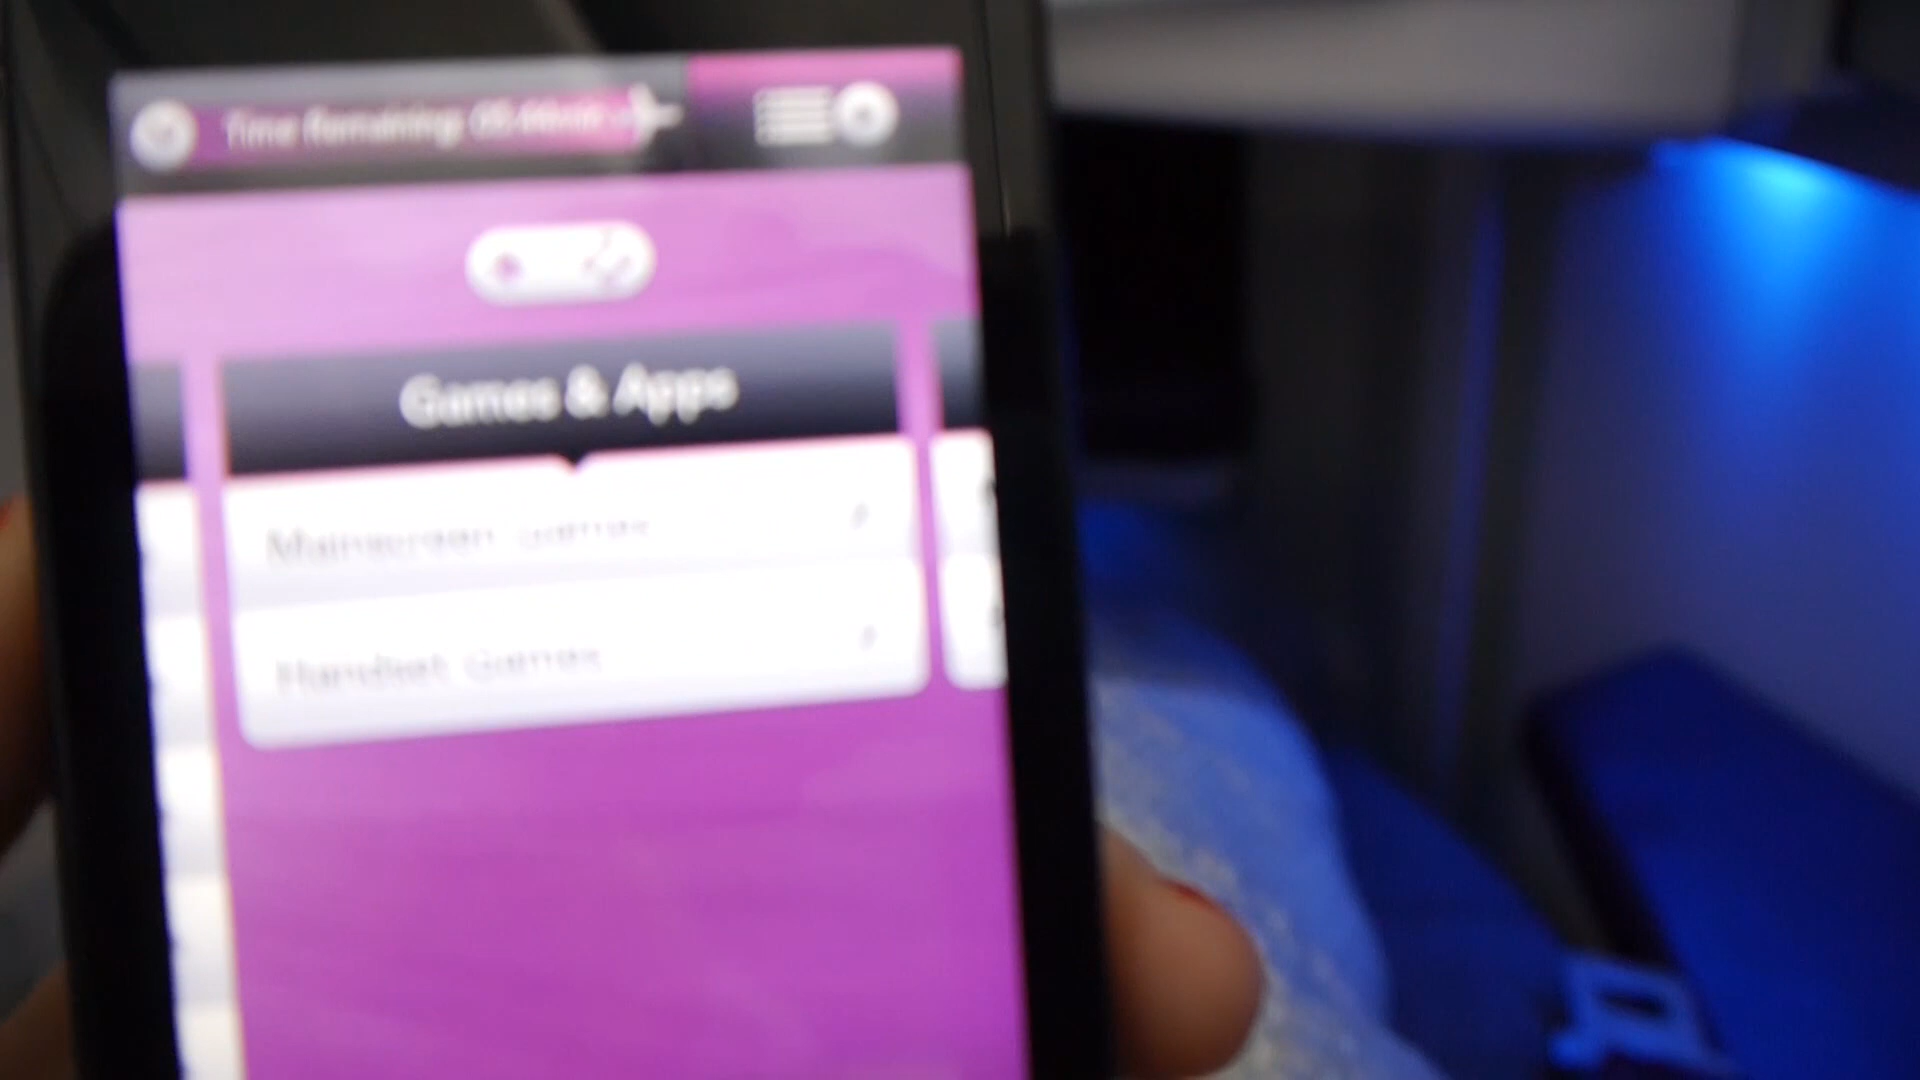 Time Remaining:
Games & Apps
Mainscreen Games
Handset Games